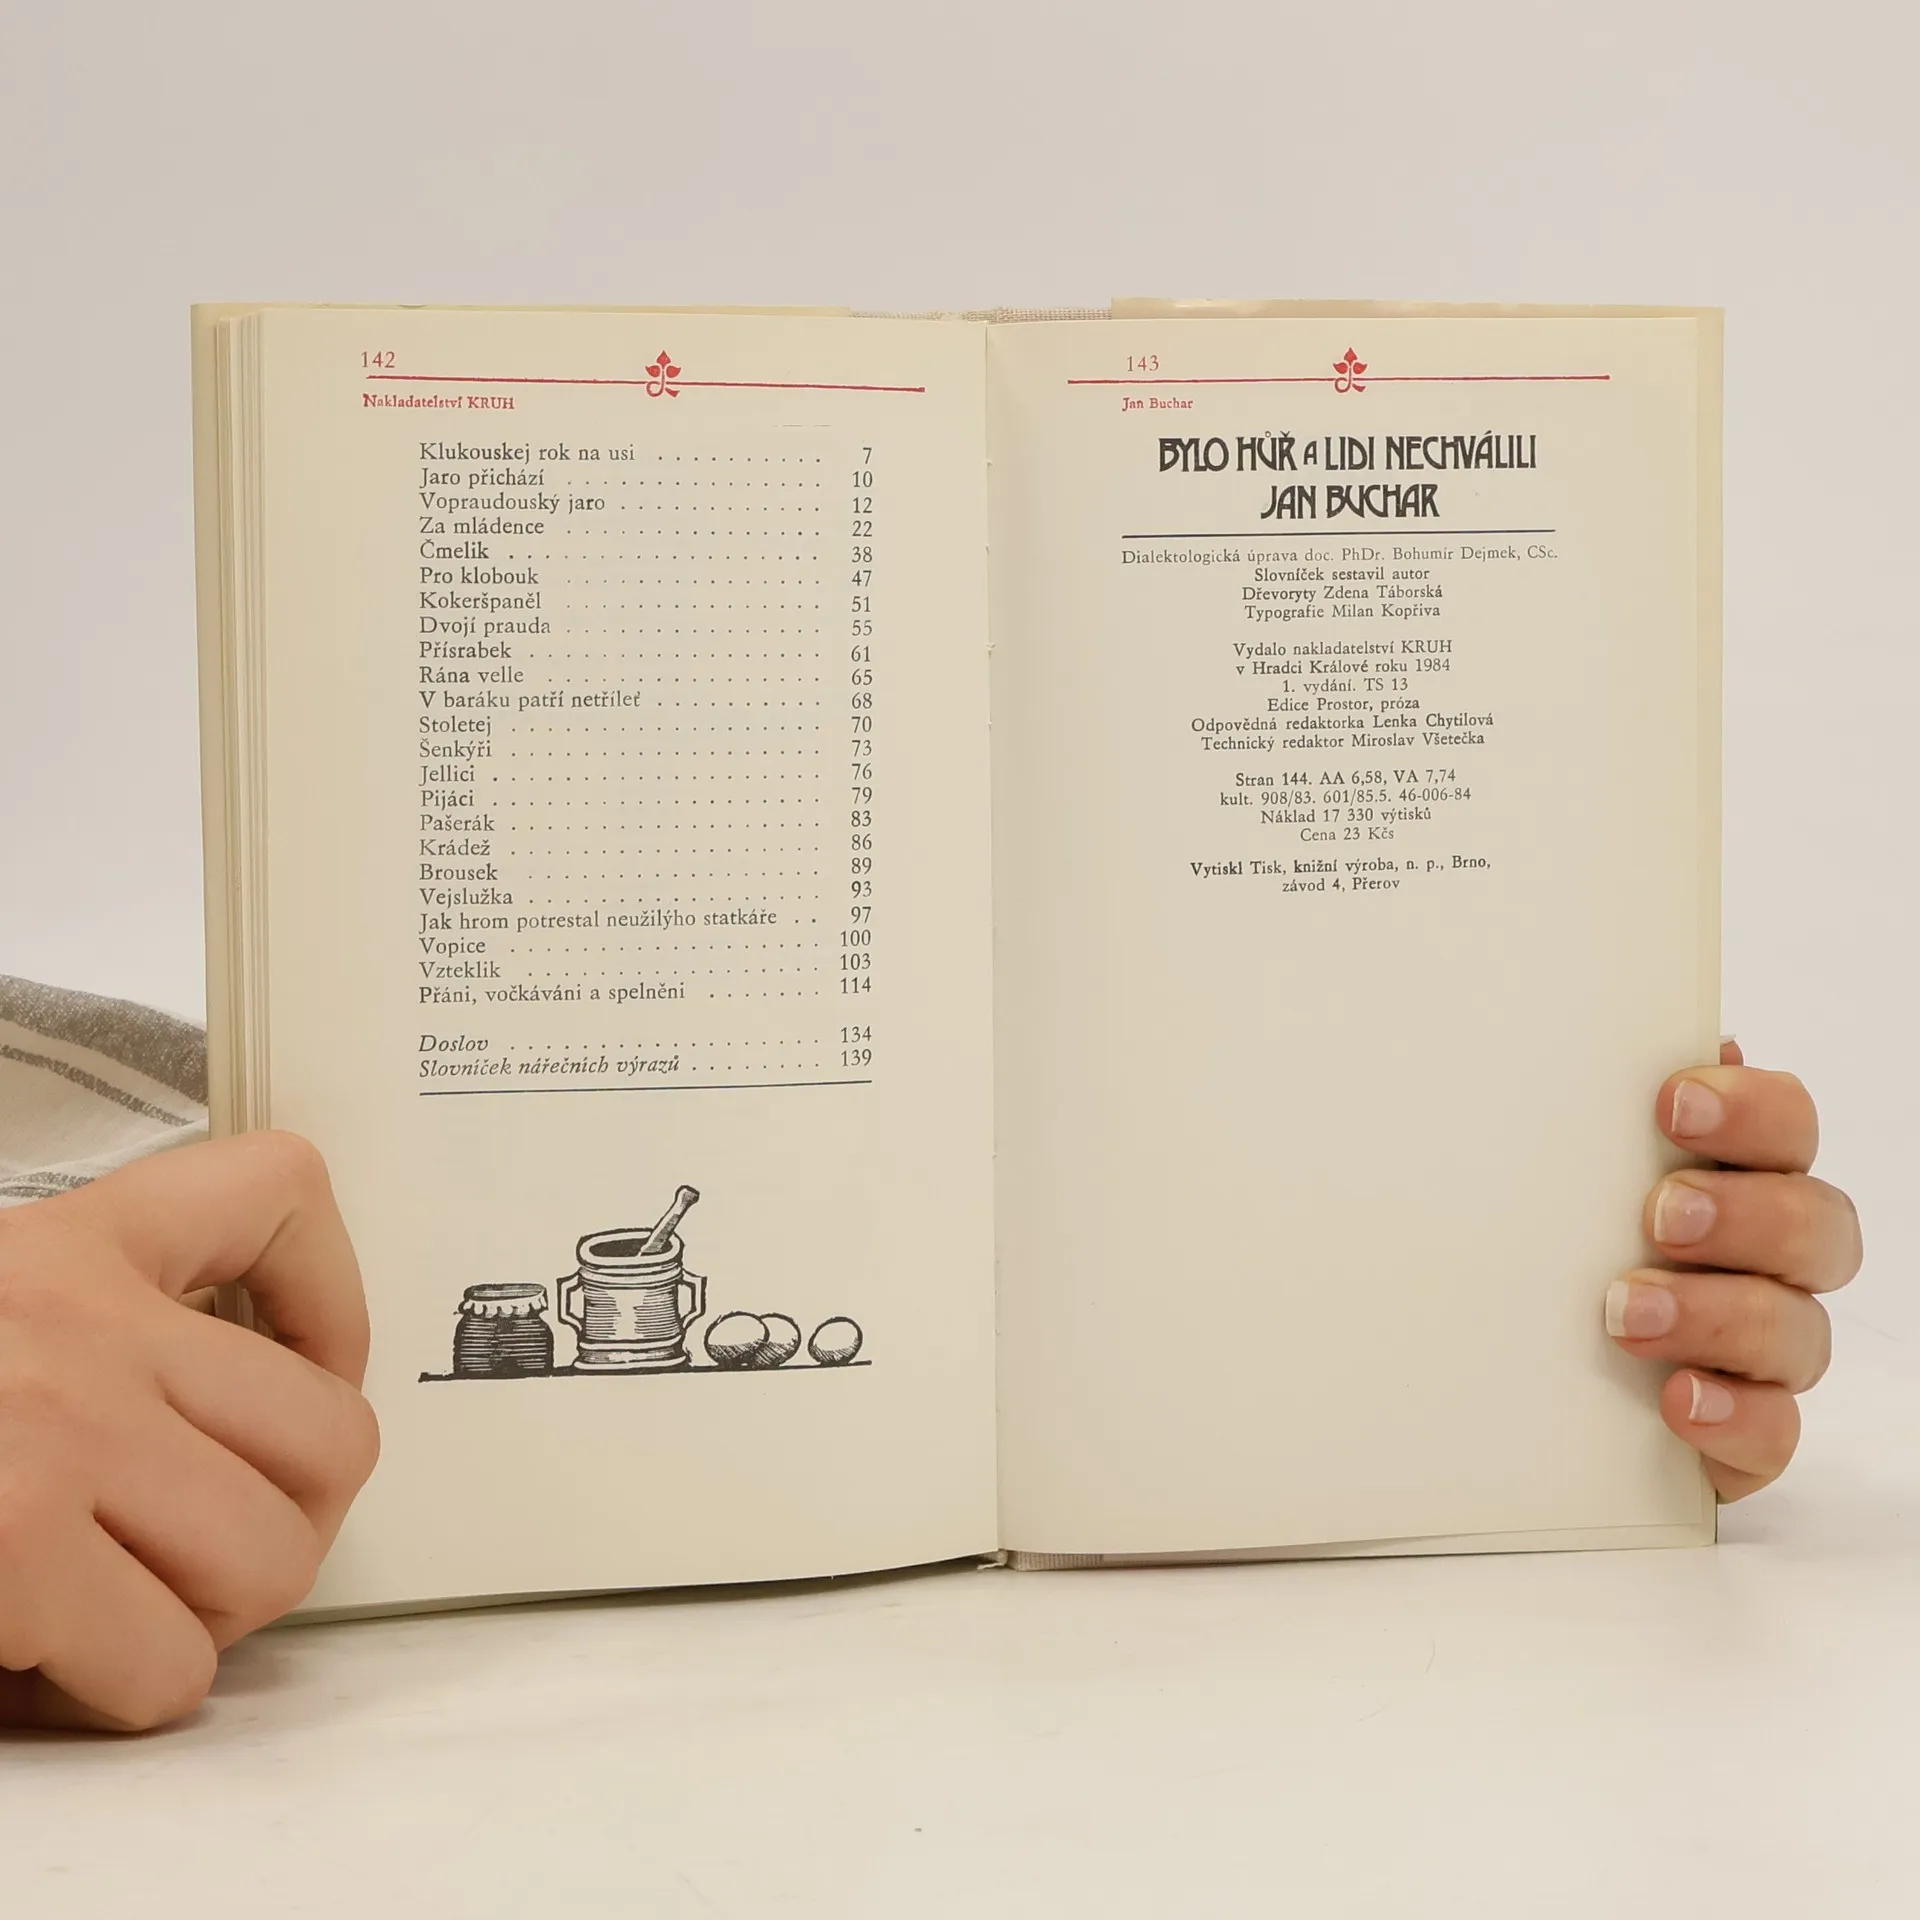 142
Nakladatelství KRUH
Klukouskej rok na usi . . . . . . . . . . 7
Jaro přichází . . . . . . . . . . . . . . 10
Vopraudouský jaro . . . . . . . . . . . 12
Za mládence . . . . . . . . . . . . . . 22
Čmelik . . . . . . . . . . . . . . . . . 38
Pro klobouk . . . . . . . . . . . . . . 47
Kokeršpaněl . . . . . . . . . . . . . . 51
Dvojí prauda . . . . . . . . . . . . . . 55
Přísrabek . . . . . . . . . . . . . . . . 61
Rána velle . . . . . . . . . . . . . . . 65
V baráku patří netříleť . . . . . . . . . 68
Stoletej . . . . . . . . . . . . . . . . . 70
Šenkýři . . . . . . . . . . . . . . . . . 73
Jellici . . . . . . . . . . . . . . . . . . 76
Pijáci . . . . . . . . . . . . . . . . . . 79
Pašerák . . . . . . . . . . . . . . . . . 83
Krádež . . . . . . . . . . . . . . . . . 86
Brousek . . . . . . . . . . . . . . . . 89
Vejslužka . . . . . . . . . . . . . . . . 93
Jak hrom potrestal neužilýho statkáře . . 97
Vopice . . . . . . . . . . . . . . . . . 100
Vzteklik . . . . . . . . . . . . . . . . 103
Přáni, vočkáváni a spelněni . . . . . . . 114
Doslov . . . . . . . . . . . . . . . . . 134
Slovníček nářečních výrazů . . . . . . . 139
143
Jan Buchar
BYLO HŮŘ A LIDI NECHVÁLILI
JAN BUCHAR
Dialektologická úprava doc. PhDr. Bohumír Dejmek, CSc.
Slovníček sestavil autor
Dřevoryty Zdena Táborská
Typografie Milan Kopřiva
Vydalo nakladatelství KRUH
v Hradci Králové roku 1984
1. vydání. TS 13
Edice Prostor, próza
Odpovědná redaktorka Lenka Chytilová
Technický redaktor Miroslav Všetečka
Stran 144. AA 6,58, VA 7,74
kult. 908/83. 601/85.5. 46-006-84
Náklad 17 330 výtisků
Cena 23 Kčs
Vytiskl Tisk, knižní výroba, n. p., Brno,
závod 4, Přerov